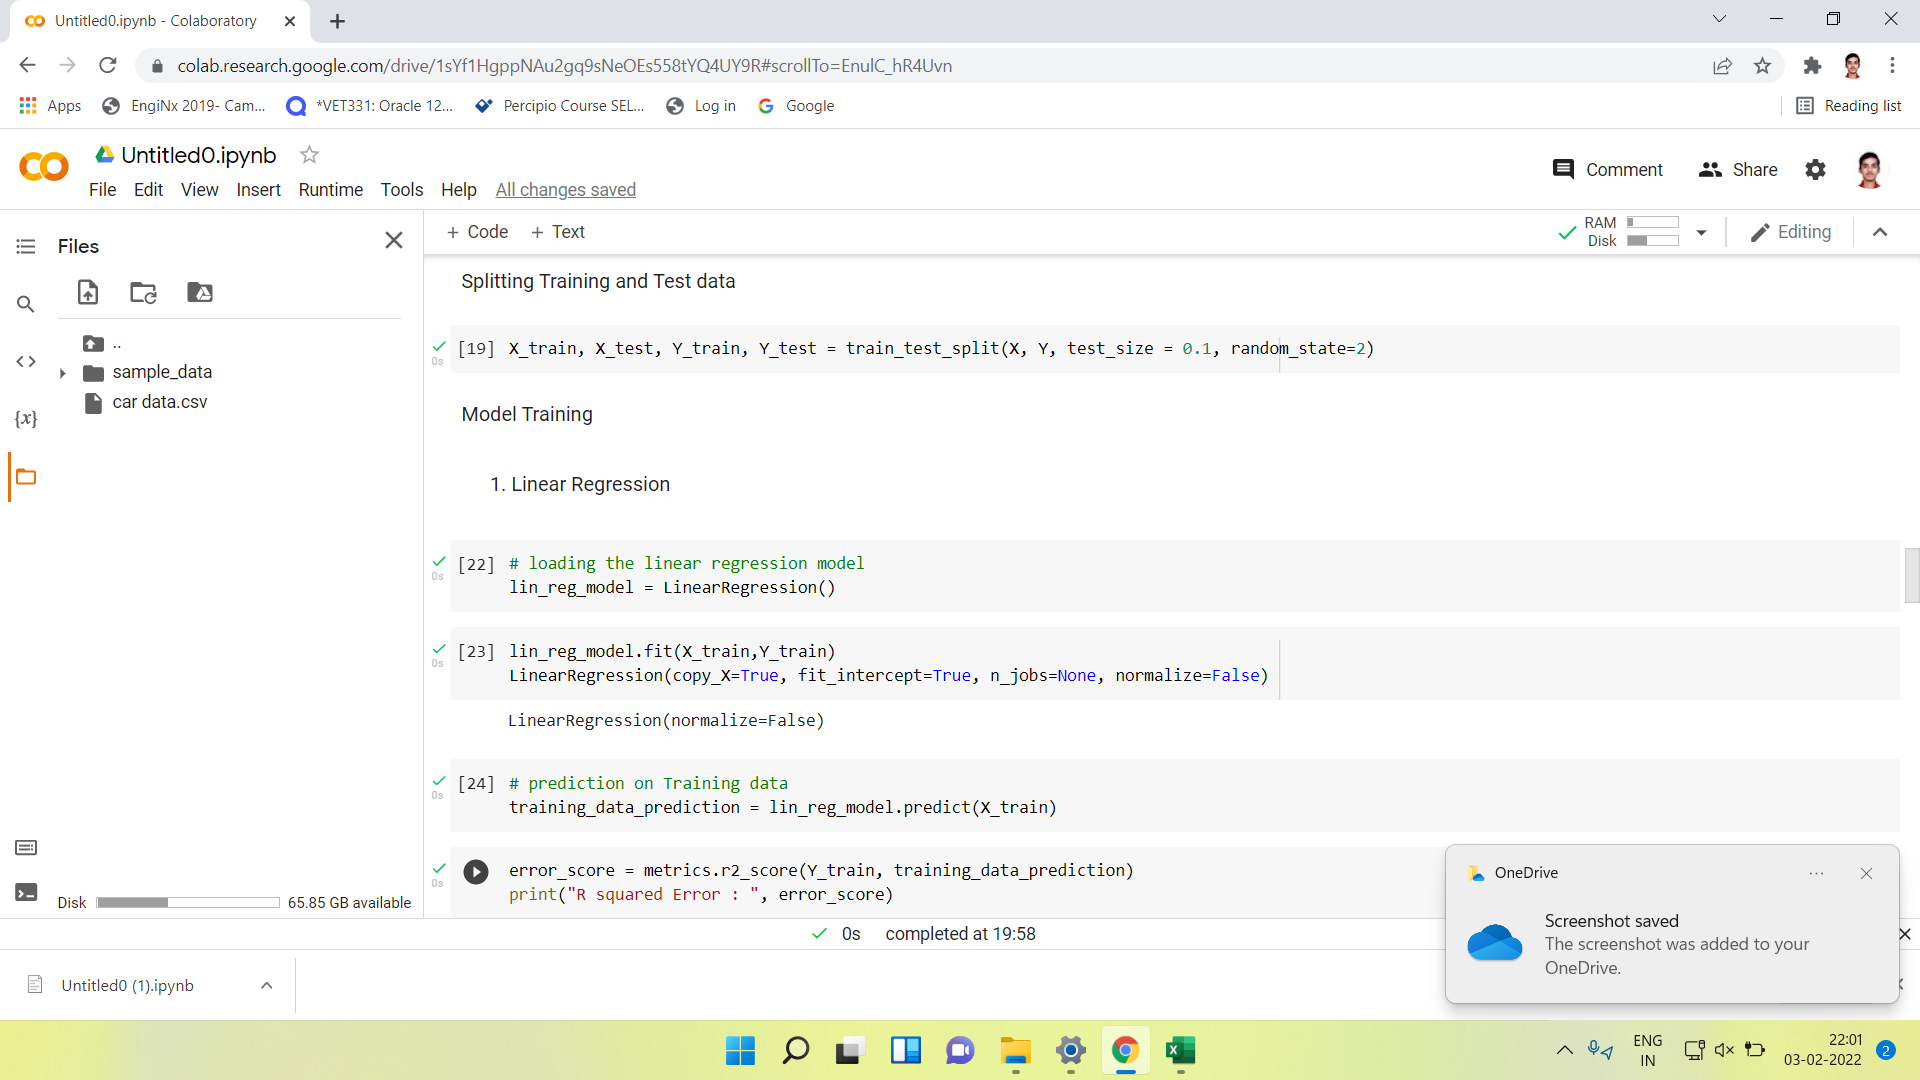 Untitled0.ipynb - Colaboratory
colab.research.google.com/drive/1sYf1HgppNAu2gq9sNeOEs558tYQ4UY9R#scrollTo=EnulC_hR4Uvn
Apps EngiNx 2019- Cam... *VET331: Oracle 12... Percipio Course SEL... Log in Google Reading list
Untitled0.ipynb
Comment Share
File Edit View Insert Runtime Tools Help All changes saved
Files
+ Code + Text
RAM
Disk
Editing
..
sample_data
car data.csv
Disk 65.85 GB available
Splitting Training and Test data
0s [19] X_train, X_test, Y_train, Y_test = train_test_split(X, Y, test_size = 0.1, random_state=2)
Model Training
1. Linear Regression
[22] # loading the linear regression model
0s lin_reg_model = LinearRegression()
[23] lin_reg_model.fit(X_train,Y_train)
0s LinearRegression(copy_X=True, fit_intercept=True, n_jobs=None, normalize=False)
LinearRegression(normalize=False)
[24] # prediction on Training data
0s training_data_prediction = lin_reg_model.predict(X_train)
error_score = metrics.r2_score(Y_train, training_data_prediction)
0s print("R squared Error : ", error_score)
0s completed at 19:58
OneDrive
Screenshot saved
The screenshot was added to your
OneDrive.
Untitled0 (1).ipynb
ENG
IN
22:01
03-02-2022
2